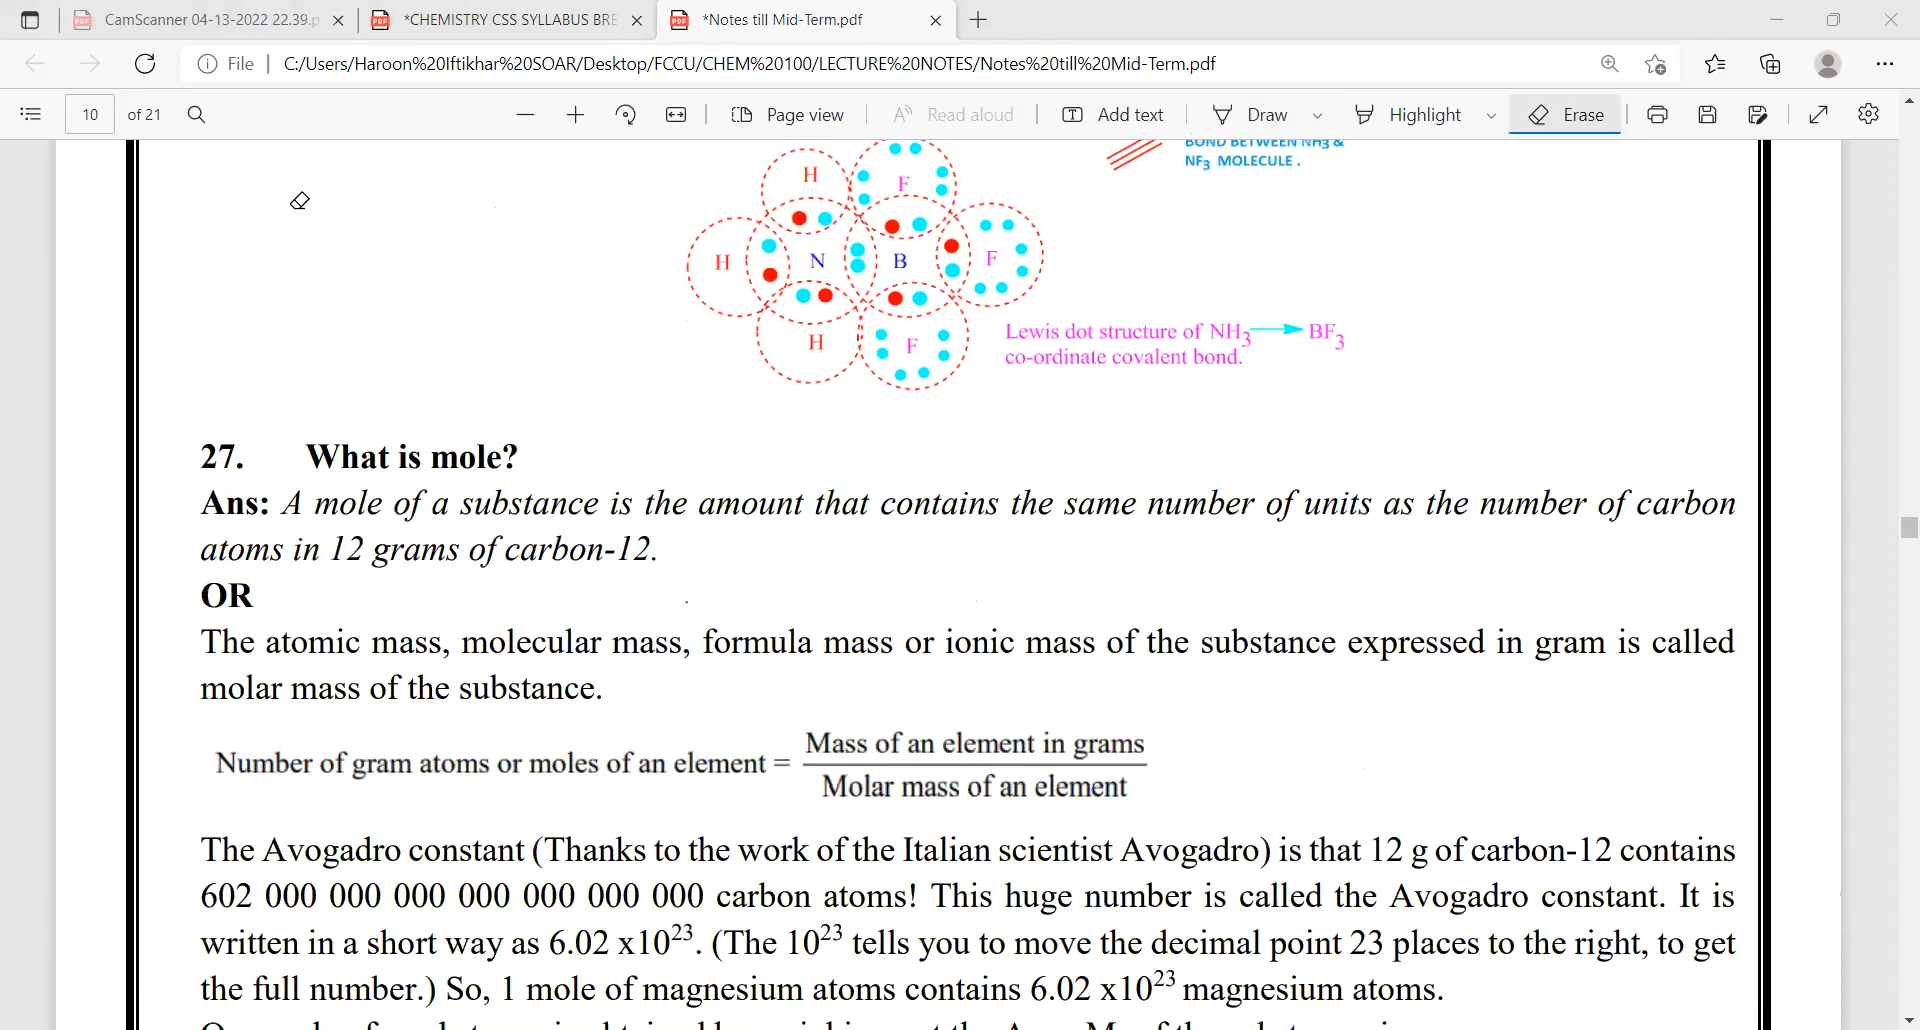 CamScanner 04-13-2022 22.39.p
*CHEMISTRY CSS SYLLABUS BRE
*Notes till Mid-Term.pdf
File
C:/Users/Haroon%20Iftikhar%20SOAR/Desktop/FCCU/CHEM%20100/LECTURE%20NOTES/Notes%20till%20Mid-Term.pdf
10 of 21
Page view
Read aloud
Add text
Draw
Highlight
Erase
BOND BETWEEN NH3 &
NF3 MOLECULE .
H
F
H
N
B
F
H
F
Lewis dot structure of NH3 → BF3
co-ordinate covalent bond.
27. What is mole?
Ans: A mole of a substance is the amount that contains the same number of units as the number of carbon
atoms in 12 grams of carbon-12.
OR
The atomic mass, molecular mass, formula mass or ionic mass of the substance expressed in gram is called
molar mass of the substance.
Number of gram atoms or moles of an element = Mass of an element in grams
Molar mass of an element
The Avogadro constant (Thanks to the work of the Italian scientist Avogadro) is that 12 g of carbon-12 contains
602 000 000 000 000 000 000 000 carbon atoms! This huge number is called the Avogadro constant. It is
written in a short way as 6.02 x10²³. (The 10²³ tells you to move the decimal point 23 places to the right, to get
the full number.) So, 1 mole of magnesium atoms contains 6.02 x10²³ magnesium atoms.